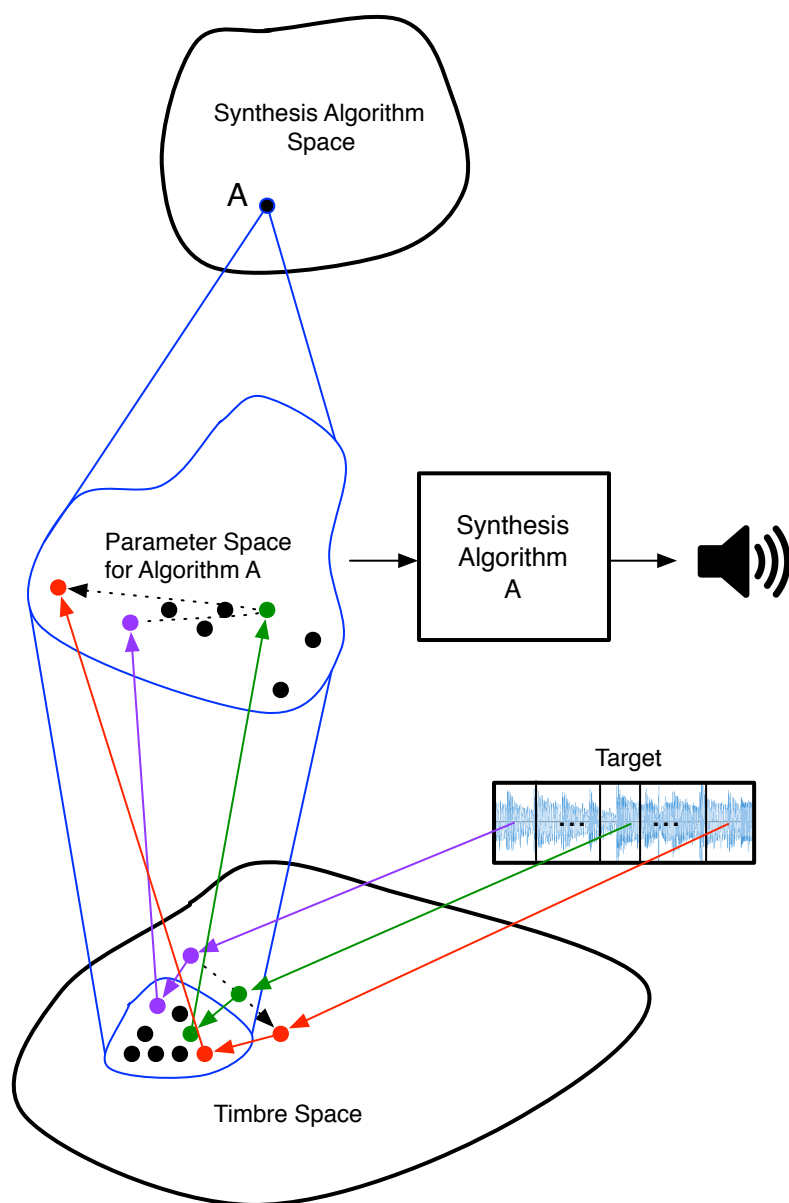 Synthesis Algorithm
Space
A
Parameter Space
for Algorithm A
Synthesis
Algorithm
A
Target
...
...
Timbre Space